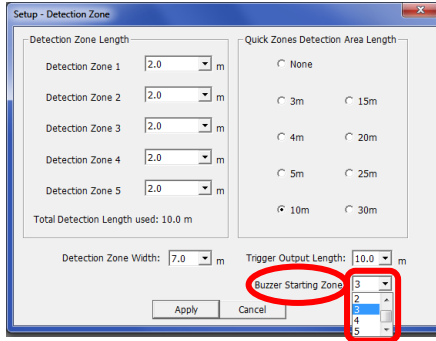 Setup - Detection Zone
Detection Zone Length
Detection Zone 1 2.0 m
Detection Zone 2 2.0 m
Detection Zone 3 2.0 m
Detection Zone 4 2.0 m
Detection Zone 5 2.0 m
Total Detection Length used: 10.0 m
Quick Zones Detection Area Length
None
3m 15m
4m 20m
5m 25m
10m 30m
Detection Zone Width: 7.0 m
Trigger Output Length: 10.0 m
Buzzer Starting Zone 3
2
3
4
5
Apply
Cancel